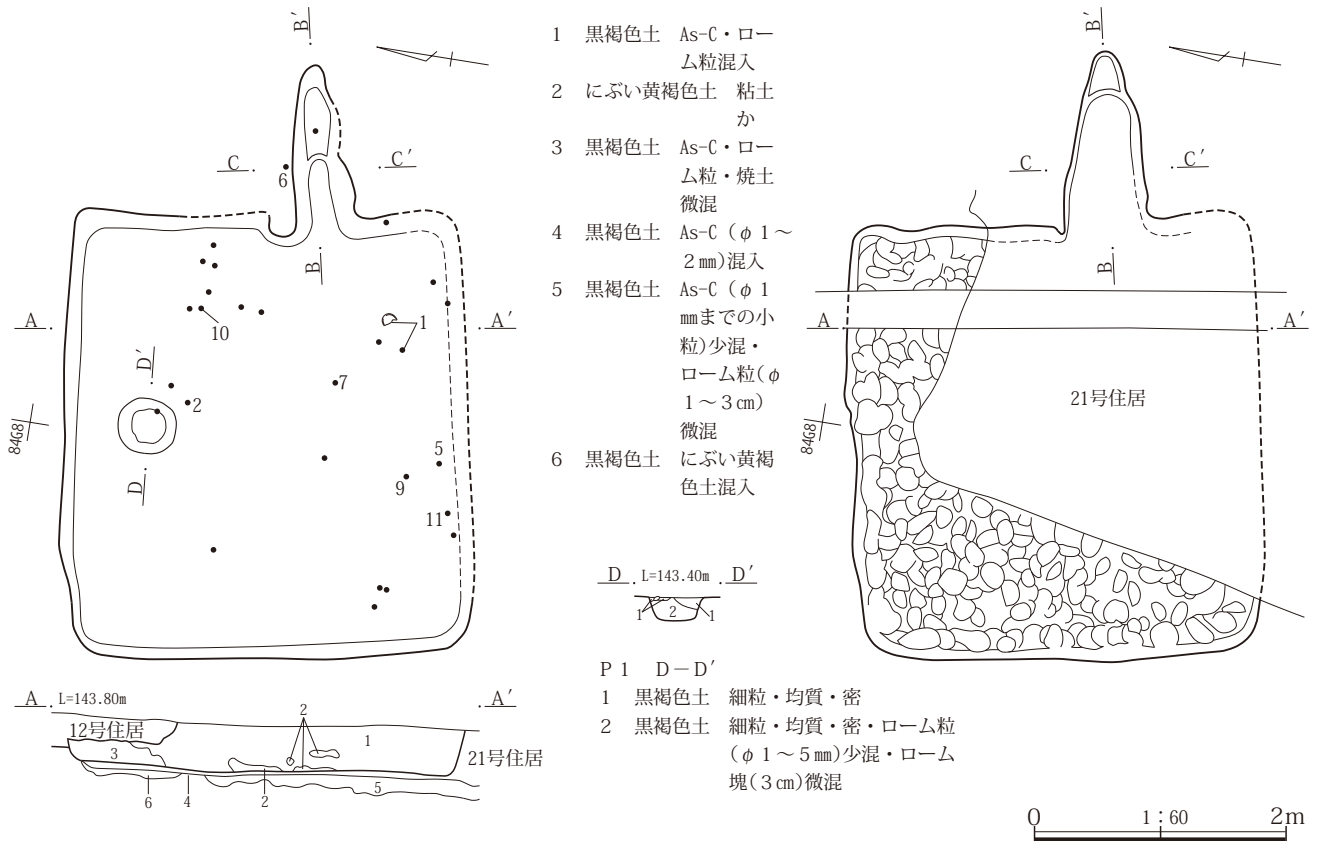 B′
C
C′
6
B
10
1
A
A′
D′
2
7
84G8
D
5
9
11
1 黒褐色土 As-C・ロー
ム粒混入
2 にぶい黄褐色土 粘土
か
3 黒褐色土 As-C・ロー
ム粒・焼土
微混
4 黒褐色土 As-C（φ１～
２㎜）混入
5 黒褐色土 As-C（φ１
㎜までの小
粒）少混・
ローム粒（φ
１～３㎝）
微混
6 黒褐色土 にぶい黄褐
色土混入
B′
C
C′
B
A
A′
21号住居
84G8
D L=143.40m D′
1 2 1
P 1 D－D′
1 黒褐色土 細粒・均質・密
2 黒褐色土 細粒・均質・密・ローム粒
（φ１～５㎜）少混・ローム
塊（３㎝）微混
A L=143.80m A′
2
12号住居
1
3
21号住居
5
6 4 2
0 1：60 2m